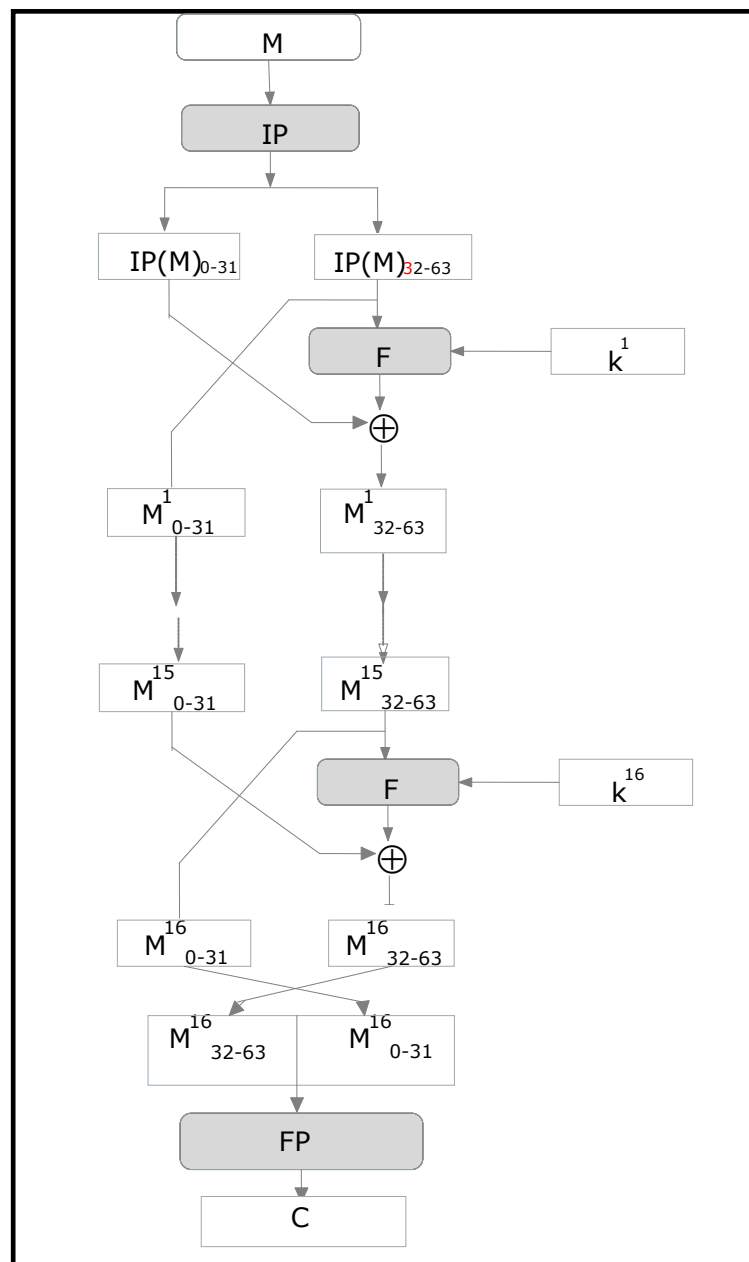 M
IP
IP(M)0-31 IP(M)32-63
F k1
M1 0-31 M1 32-63
M15 0-31 M15 32-63
F k16
M16 0-31 M16 32-63
M16 32-63 M16 0-31
FP
C